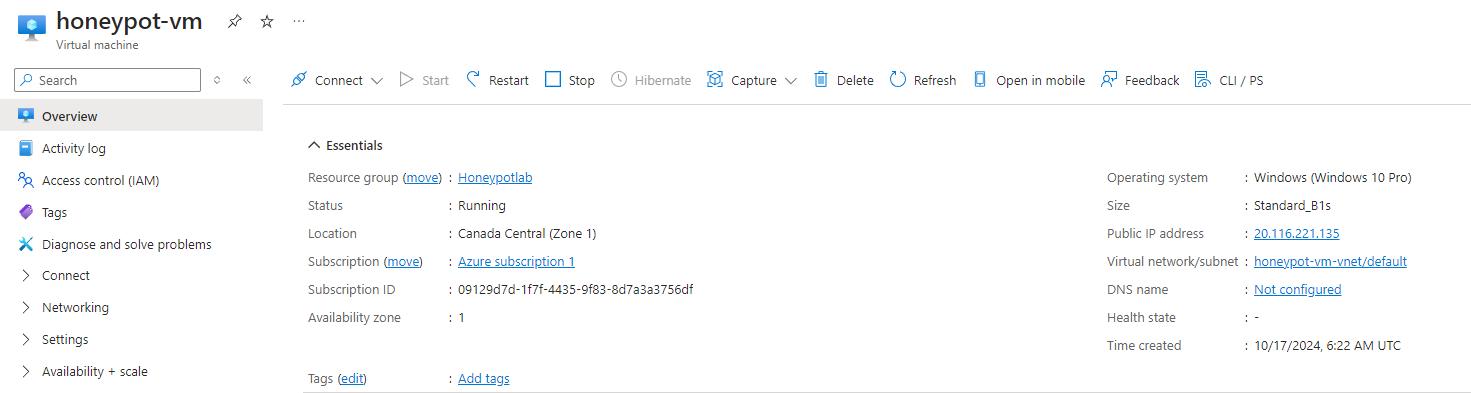 honeypot-vm
Virtual machine
Search
Connect Start Restart Stop Hibernate Capture Delete Refresh Open in mobile Feedback CLI / PS
Overview
Activity log
Access control (IAM)
Tags
Diagnose and solve problems
Connect
Networking
Settings
Availability + scale
Essentials
Resource group (move) : Honeypotlab
Status : Running
Location : Canada Central (Zone 1)
Subscription (move) : Azure subscription 1
Subscription ID : 09129d7d-1f7f-4435-9f83-8d7a3a3756df
Availability zone : 1
Operating system : Windows (Windows 10 Pro)
Size : Standard_B1s
Public IP address : 20.116.221.135
Virtual network/subnet : honeypot-vm-vnet/default
DNS name : Not configured
Health state : -
Time created : 10/17/2024, 6:22 AM UTC
Tags (edit) : Add tags